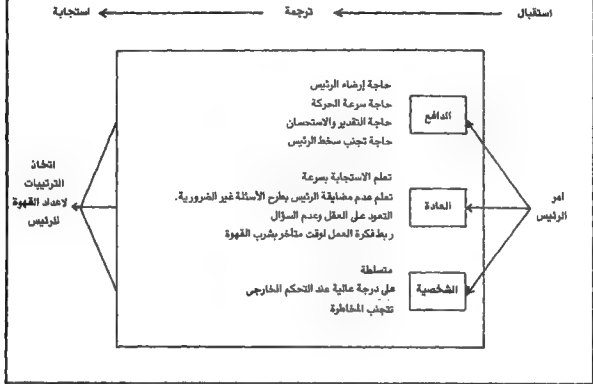 استقبال ترجمة استجابة
أمر
الرئيس
الدافع
حاجة إرضاء الرئيس
حاجة سرعة الحركة
حاجة التقدير والاستحسان
حاجة تجنب سخط الرئيس
العادة
تعلم الاستجابة بسرعة
تعلم عدم مضايقة الرئيس بطرح الأسئلة غير الضرورية.
التعود على العقل وعدم السؤال
ربط فكرة العمل لوقت متأخر بشرب القهوة
الشخصية
متسلطة
على درجة عالية عند التحكم الخارجى
تتجنب المخاطرة
اتخاذ
الترتيبات
لاعداد القهوة
للرئيس